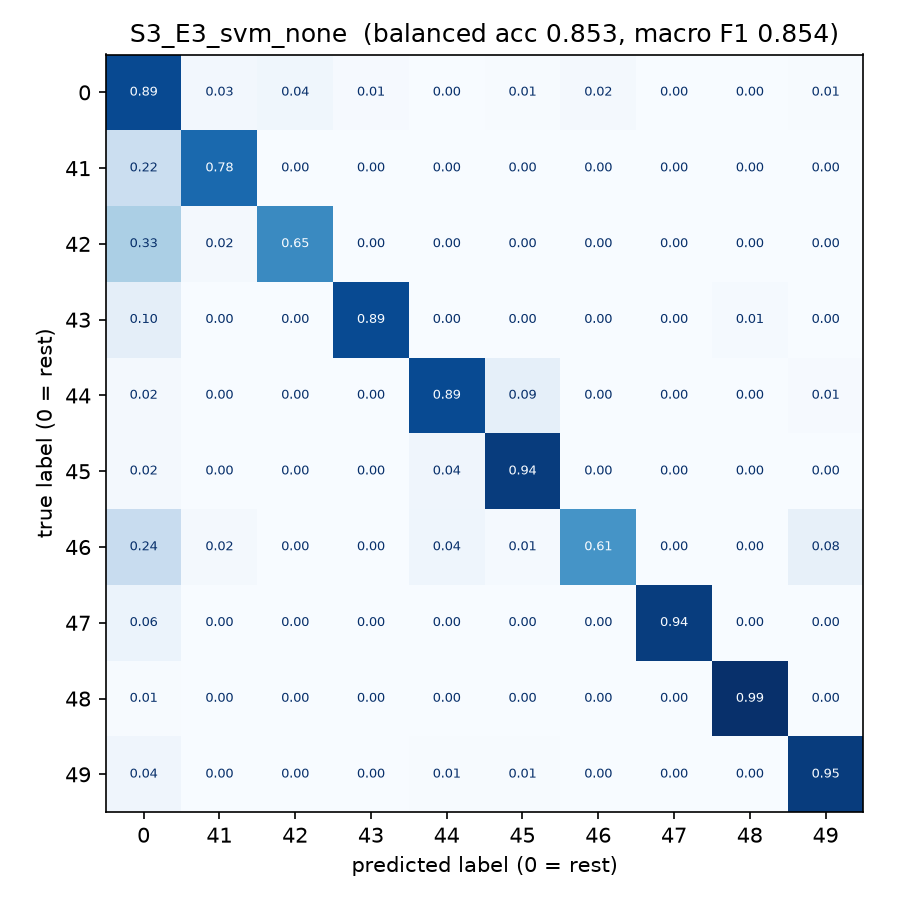 S3_E3_svm_none (balanced acc 0.853, macro F1 0.854)
0 0.89 0.03 0.04 0.01 0.00 0.01 0.02 0.00 0.00 0.01
41 0.22 0.78 0.00 0.00 0.00 0.00 0.00 0.00 0.00 0.00
42 0.33 0.02 0.65 0.00 0.00 0.00 0.00 0.00 0.00 0.00
43 0.10 0.00 0.00 0.89 0.00 0.00 0.00 0.00 0.01 0.00
44 0.02 0.00 0.00 0.00 0.89 0.09 0.00 0.00 0.00 0.01
45 0.02 0.00 0.00 0.00 0.04 0.94 0.00 0.00 0.00 0.00
46 0.24 0.02 0.00 0.00 0.04 0.01 0.61 0.00 0.00 0.08
47 0.06 0.00 0.00 0.00 0.00 0.00 0.00 0.94 0.00 0.00
48 0.01 0.00 0.00 0.00 0.00 0.00 0.00 0.00 0.99 0.00
49 0.04 0.00 0.00 0.00 0.01 0.01 0.00 0.00 0.00 0.95
0 41 42 43 44 45 46 47 48 49
predicted label (0 = rest)
true label (0 = rest)